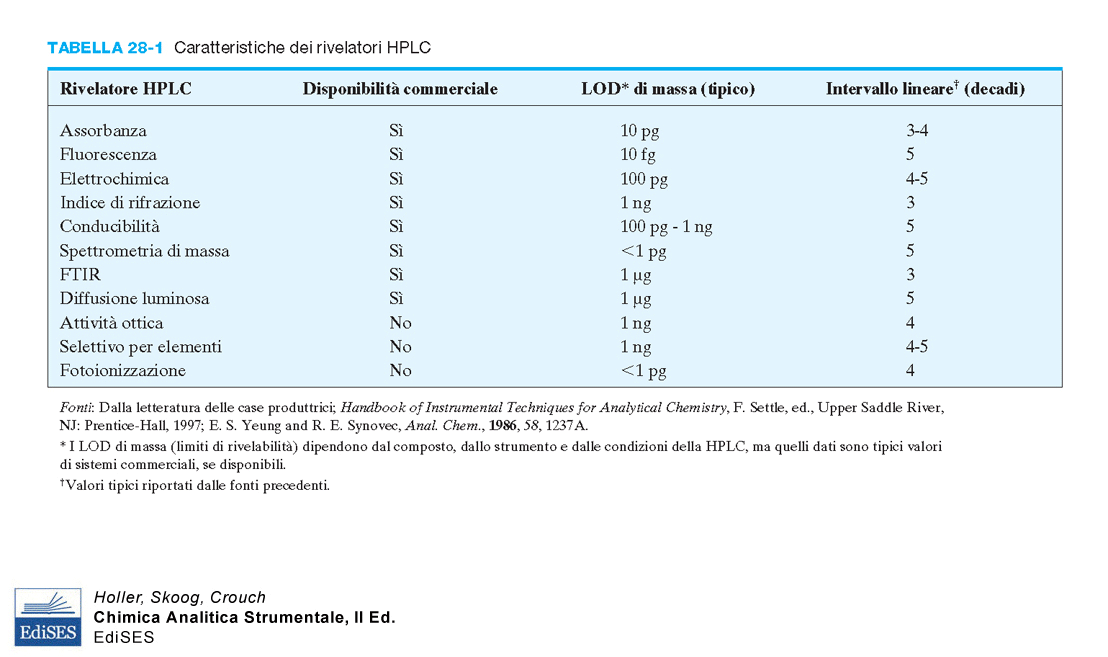 TABELLA 28-1 Caratteristiche dei rivelatori HPLC
Rivelatore HPLC Disponibilità commerciale LOD* di massa (tipico) Intervallo lineare† (decadi)
Assorbanza Sì 10 pg 3-4
Fluorescenza Sì 10 fg 5
Elettrochimica Sì 100 pg 4-5
Indice di rifrazione Sì 1 ng 3
Conducibilità Sì 100 pg - 1 ng 5
Spettrometria di massa Sì <1 pg 5
FTIR Sì 1 µg 3
Diffusione luminosa Sì 1 µg 5
Attività ottica No 1 ng 4
Selettivo per elementi No 1 ng 4-5
Fotoionizzazione No <1 pg 4
Fonti: Dalla letteratura delle case produttrici; Handbook of Instrumental Techniques for Analytical Chemistry, F. Settle, ed., Upper Saddle River,
NJ: Prentice-Hall, 1997; E. S. Yeung and R. E. Synovec, Anal. Chem., 1986, 58, 1237A.
* I LOD di massa (limiti di rivelabilità) dipendono dal composto, dallo strumento e dalle condizioni della HPLC, ma quelli dati sono tipici valori
di sistemi commerciali, se disponibili.
†Valori tipici riportati dalle fonti precedenti.
EdiSES
Holler, Skoog, Crouch
Chimica Analitica Strumentale, II Ed.
EdiSES